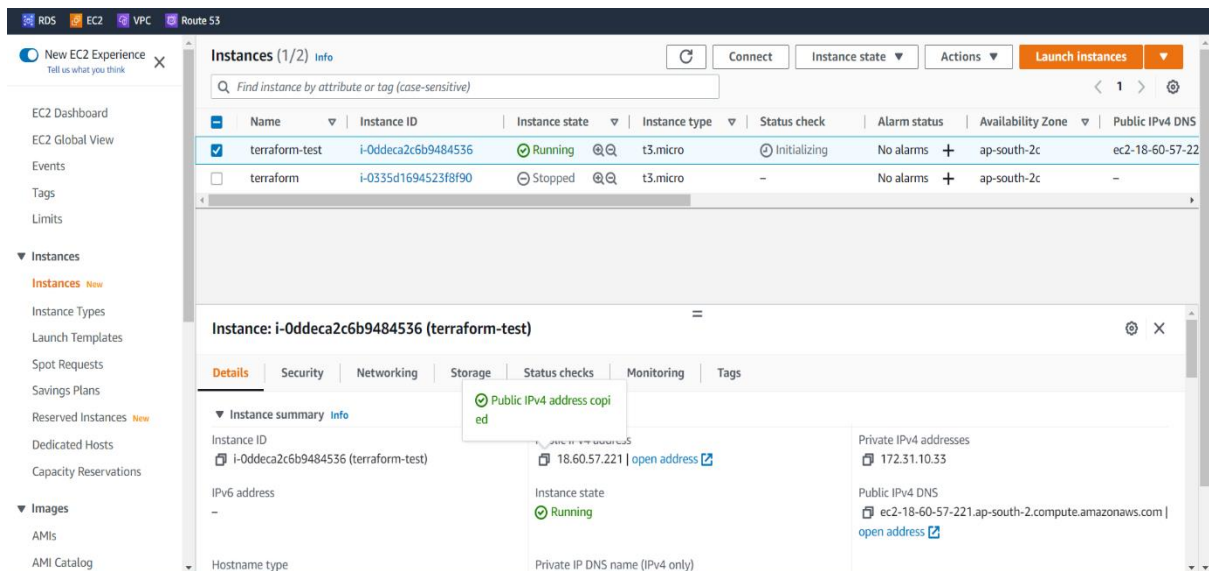 RDS EC2 VPC Route 53
New EC2 Experience
Tell us what you think
EC2 Dashboard
EC2 Global View
Events
Tags
Limits
Instances
Instances New
Instance Types
Launch Templates
Spot Requests
Savings Plans
Reserved Instances New
Dedicated Hosts
Capacity Reservations
Images
AMIs
AMI Catalog
Instances (1/2) Info
Connect Instance state Actions Launch instances
Find instance by attribute or tag (case-sensitive)
1
Name Instance ID Instance state Instance type Status check Alarm status Availability Zone Public IPv4 DNS
terraform-test i-0ddeca2c6b9484536 Running t3.micro Initializing No alarms + ap-south-2c ec2-18-60-57-22
terraform i-0335d1694523f8f90 Stopped t3.micro – No alarms + ap-south-2c –
Instance: i-0ddeca2c6b9484536 (terraform-test)
Details Security Networking Storage Status checks Monitoring Tags
Public IPv4 address copi
ed
Instance summary Info
Instance ID
i-0ddeca2c6b9484536 (terraform-test)
18.60.57.221 | open address
Private IPv4 addresses
172.31.10.33
IPv6 address
–
Instance state
Running
Public IPv4 DNS
ec2-18-60-57-221.ap-south-2.compute.amazonaws.com |
open address
Hostname type
Private IP DNS name (IPv4 only)